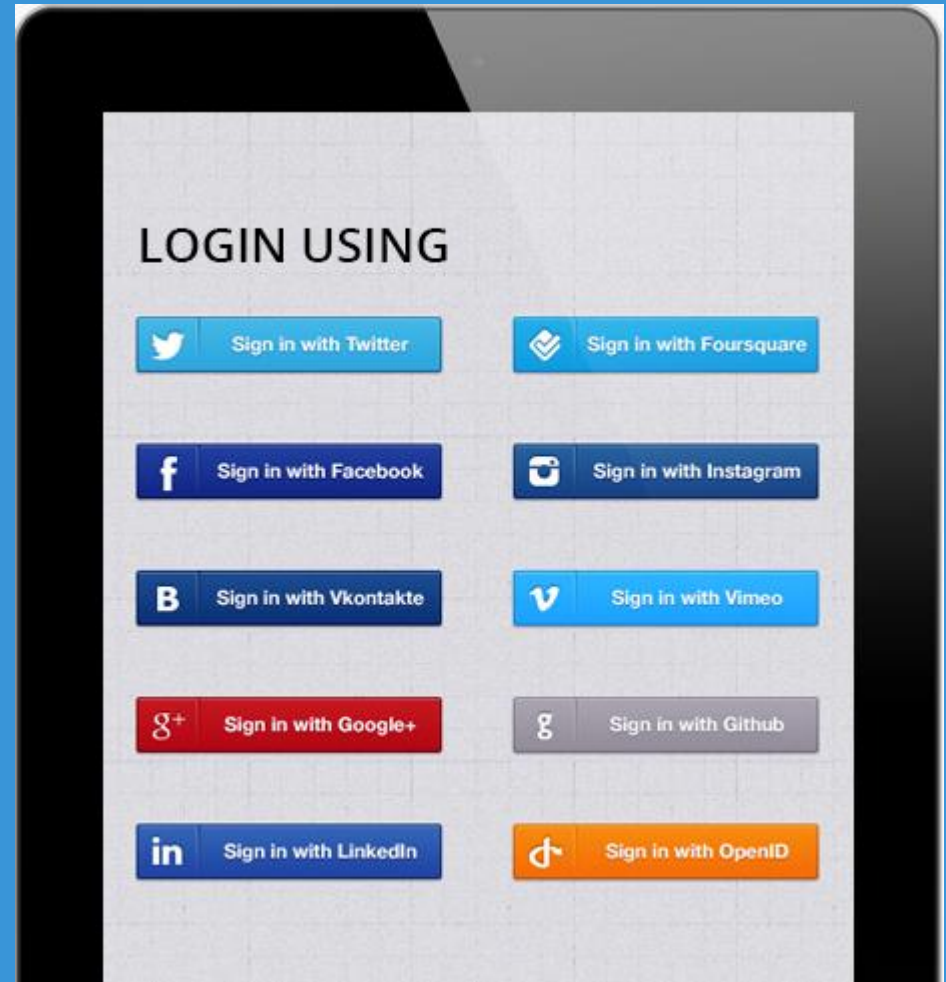 LOGIN USING
Sign in with Twitter
Sign in with Foursquare
f Sign in with Facebook
Sign in with Instagram
B Sign in with Vkontakte
Sign in with Vimeo
g+ Sign in with Google+
g Sign in with Github
in Sign in with LinkedIn
Sign in with OpenID